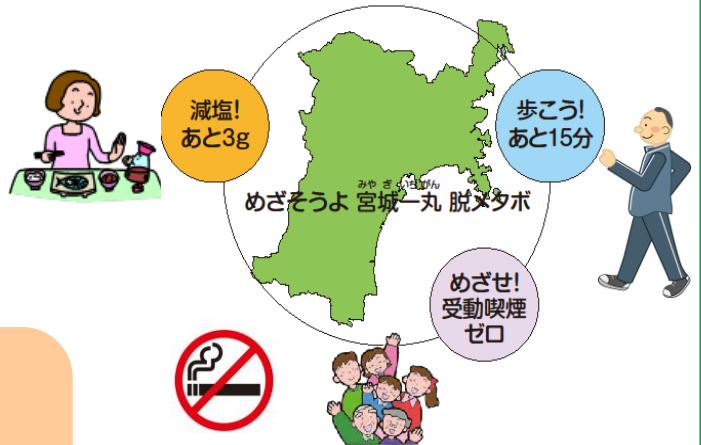 減塩!
あと3g
歩こう!
あと15分
みやぎいちがん
めざそうよ 宮城一丸 脱メタボ
めざせ!
受動喫煙
ゼロ